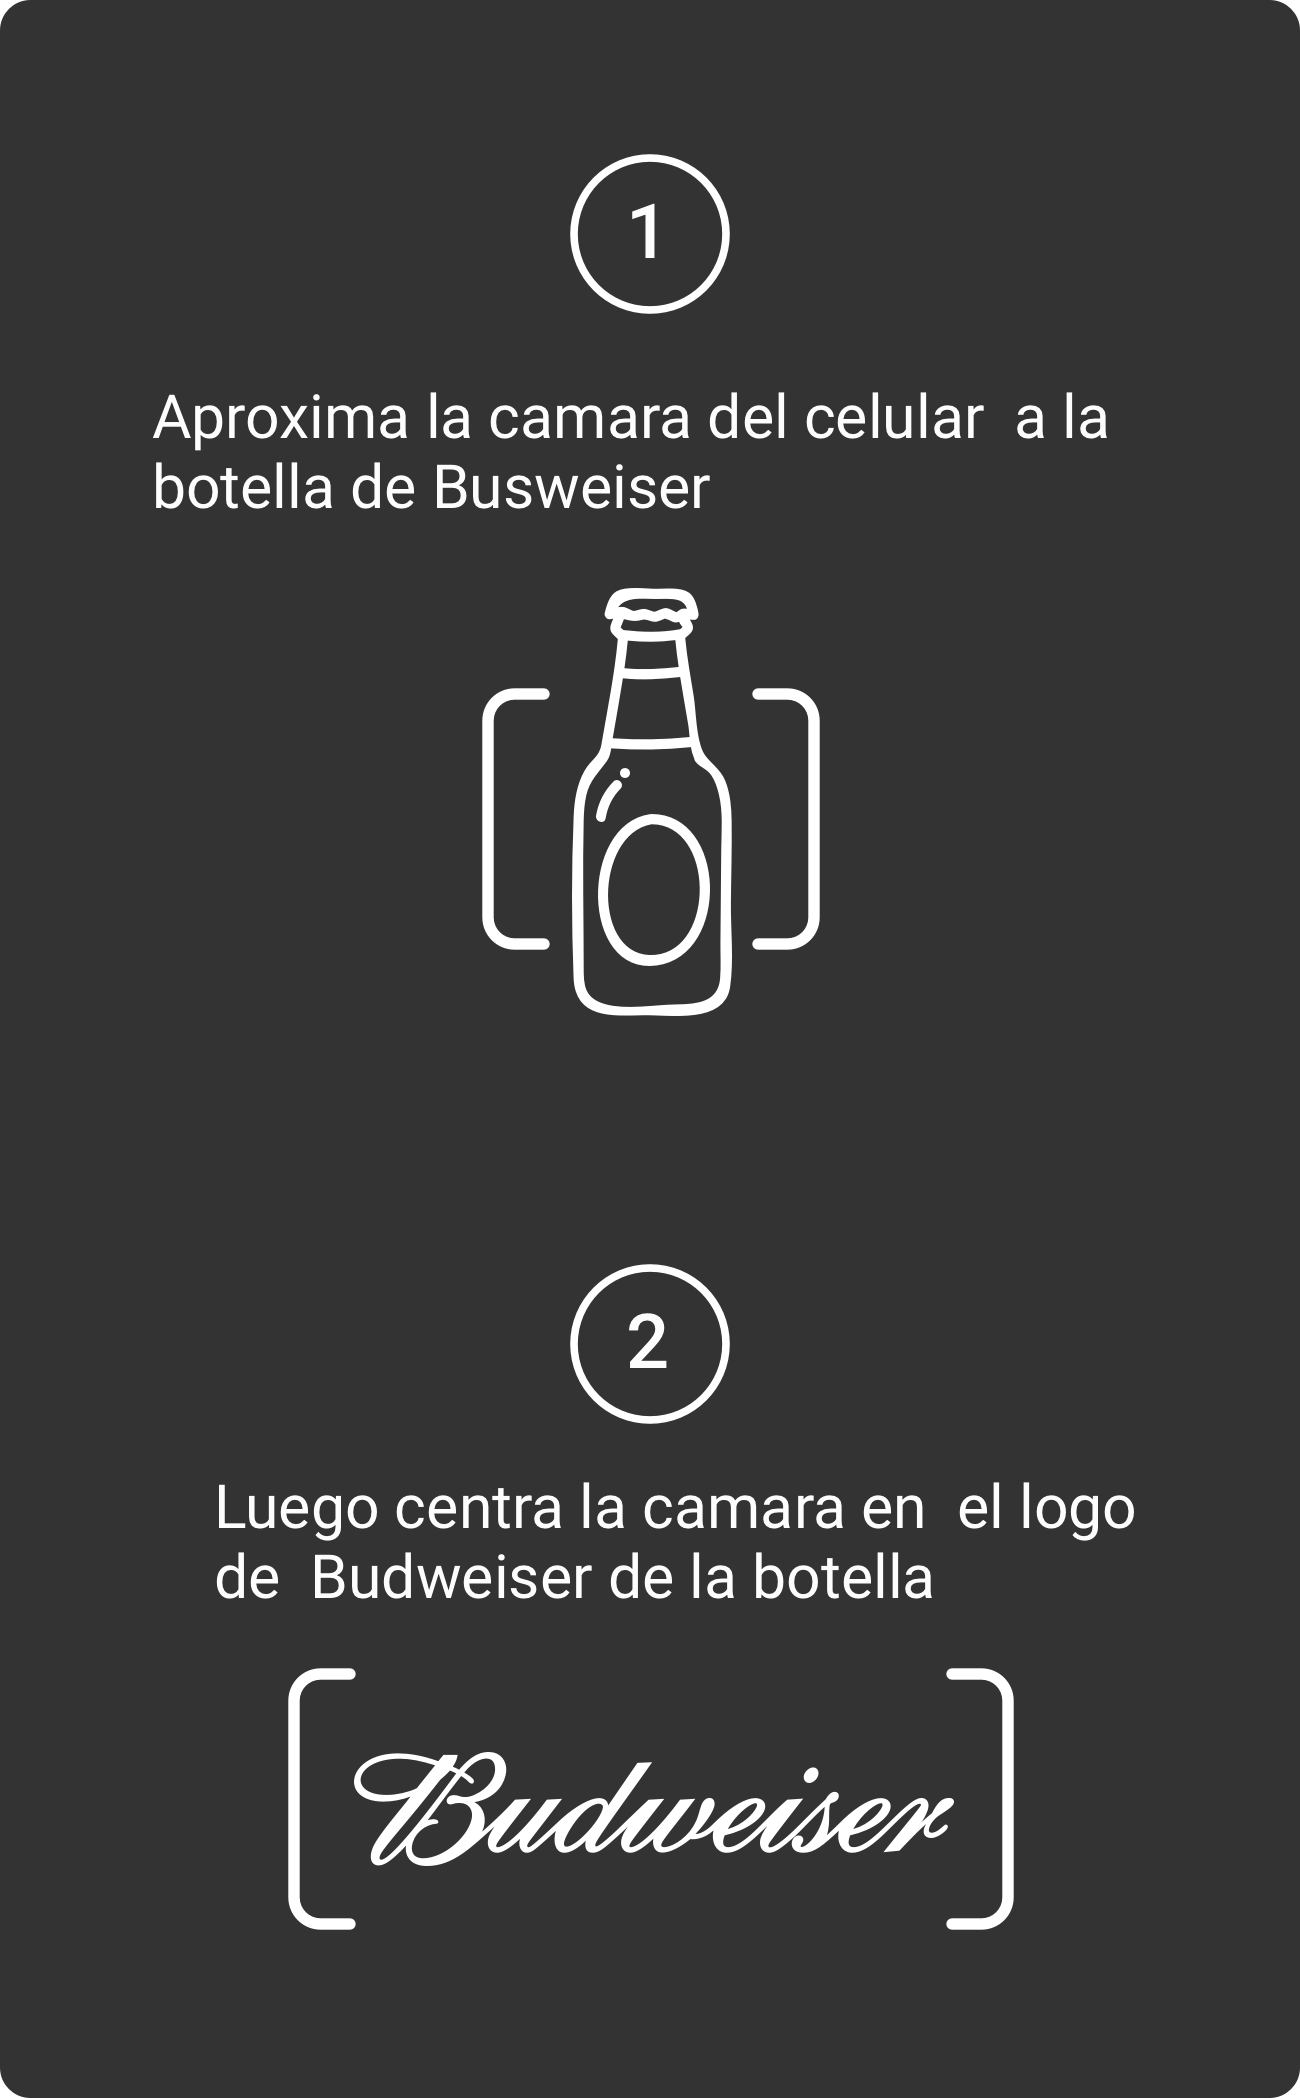 1
Aproxima la camara del celular  a la
botella de Busweiser
2
Luego centra la camara en  el logo
de  Budweiser de la botella
Budweiser